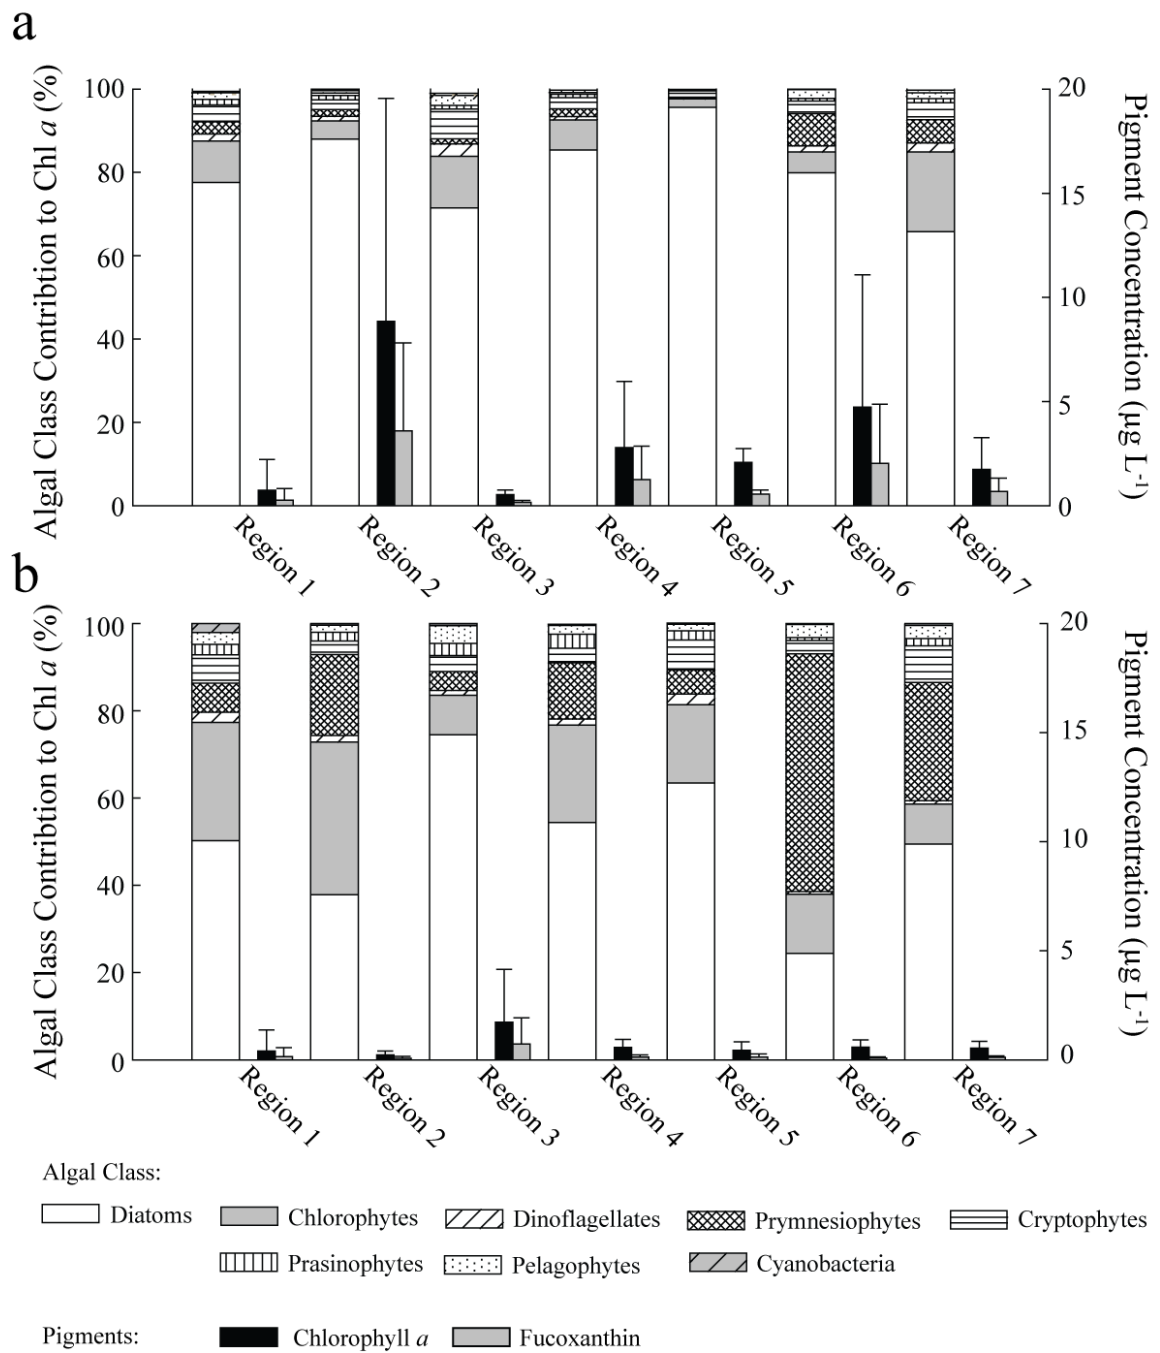 a
Algal Class Contribtion to Chl a (%)
100
80
60
40
20
0
20
15
10
5
0
Pigment Concentration (µg L-1)
Region 1
Region 2
Region 3
Region 4
Region 5
Region 6
Region 7
b
Algal Class Contribtion to Chl a (%)
100
80
60
40
20
0
20
15
10
5
0
Pigment Concentration (µg L-1)
Region 1
Region 2
Region 3
Region 4
Region 5
Region 6
Region 7
Algal Class:
Diatoms Chlorophytes Dinoflagellates Prymnesiophytes Cryptophytes
Prasinophytes Pelagophytes Cyanobacteria
Pigments: Chlorophyll a Fucoxanthin